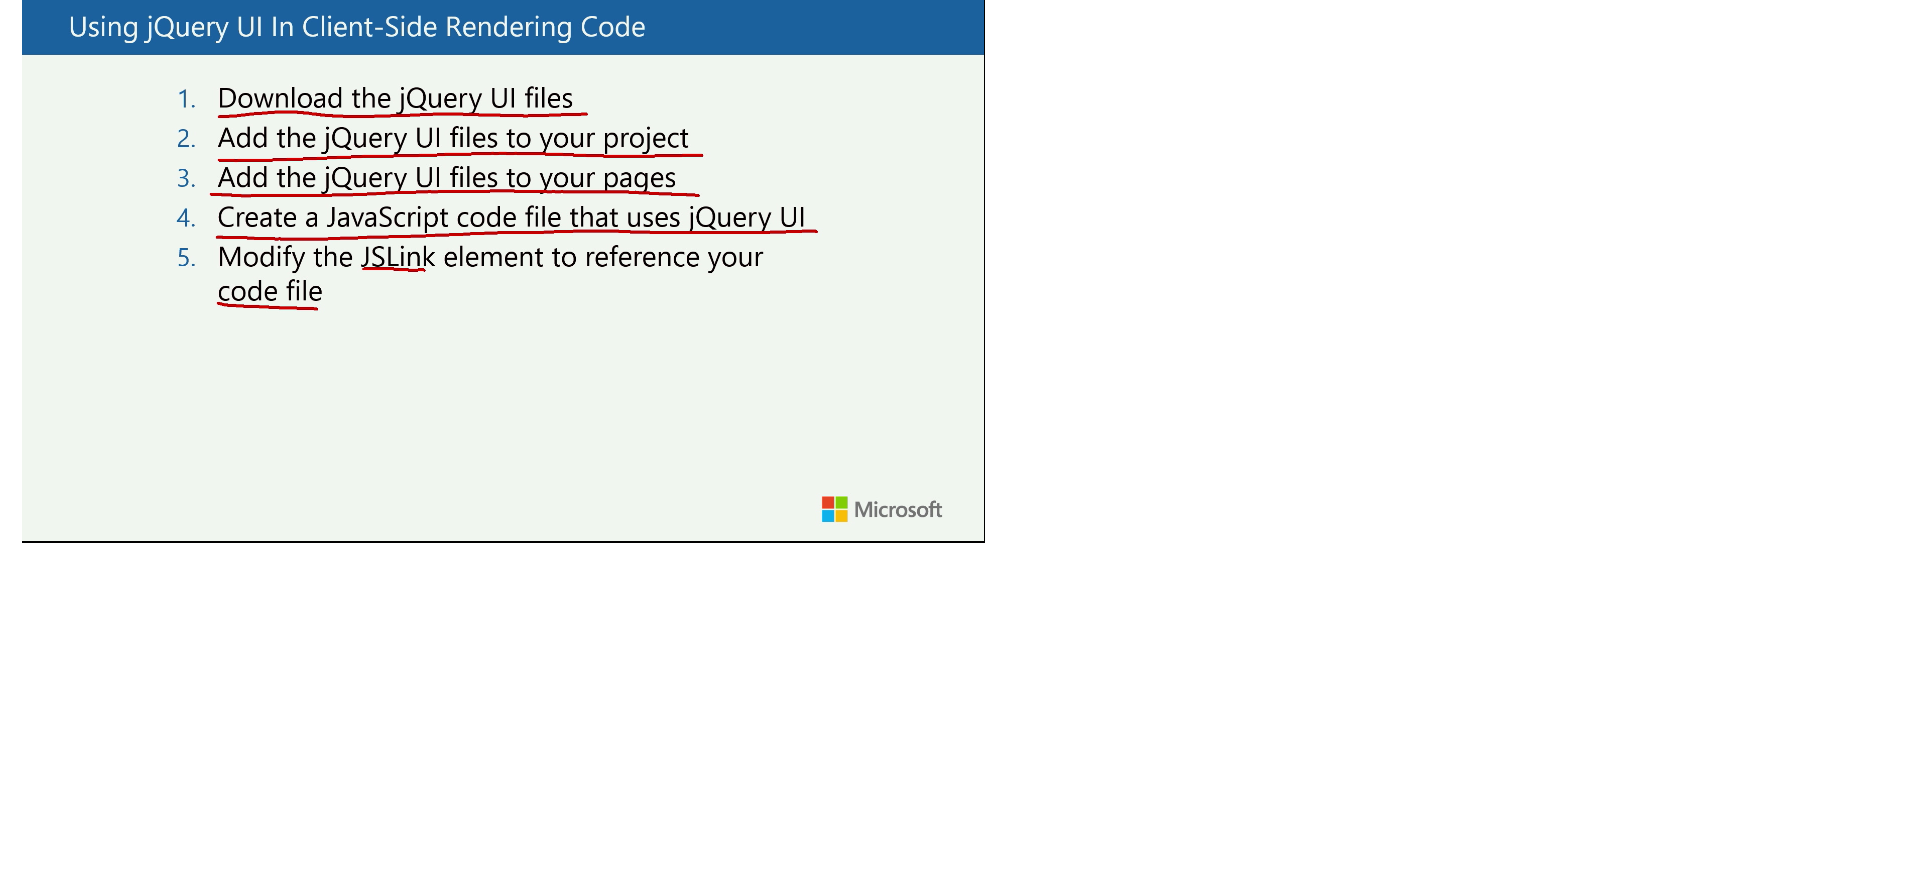 Using jQuery UI In Client-Side Rendering Code
1. Download the jQuery UI files
2. Add the jQuery UI files to your project
3. Add the jQuery UI files to your pages
4. Create a JavaScript code file that uses jQuery UI
5. Modify the JSLink element to reference your
code file
Microsoft